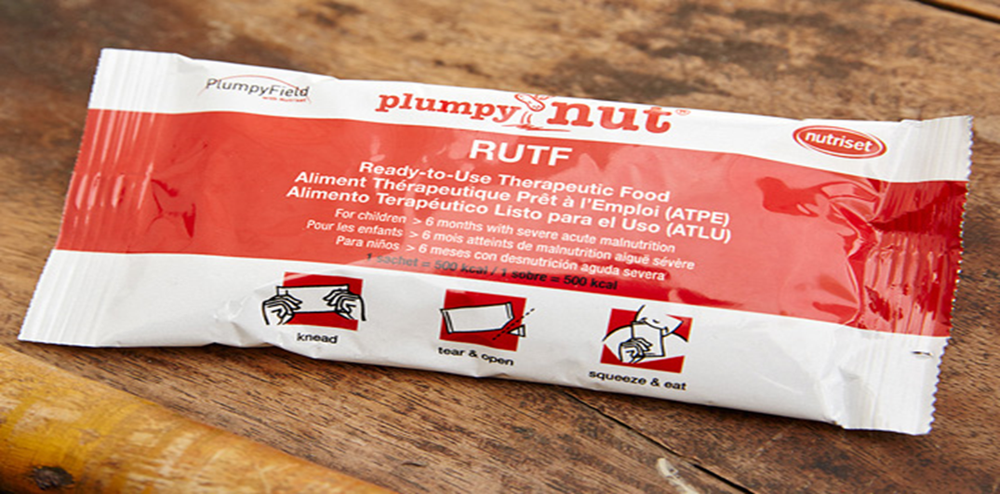 PlumpyField
plumpy nut®
nutriset
RUTF
Ready-to-Use Therapeutic Food
Aliment Thérapeutique Prêt à l'Emploi (ATPE)
Alimento Terapéutico Listo para el Uso (ATLU)
For children > 6 months with severe acute malnutrition
Pour les enfants > 6 mois atteints de malnutrition aiguë sévère
Para niños > 6 meses con desnutrición aguda severa
1 sachet = 500 kcal / 1 sobre = 500 kcal
knead
tear & open
squeeze & eat